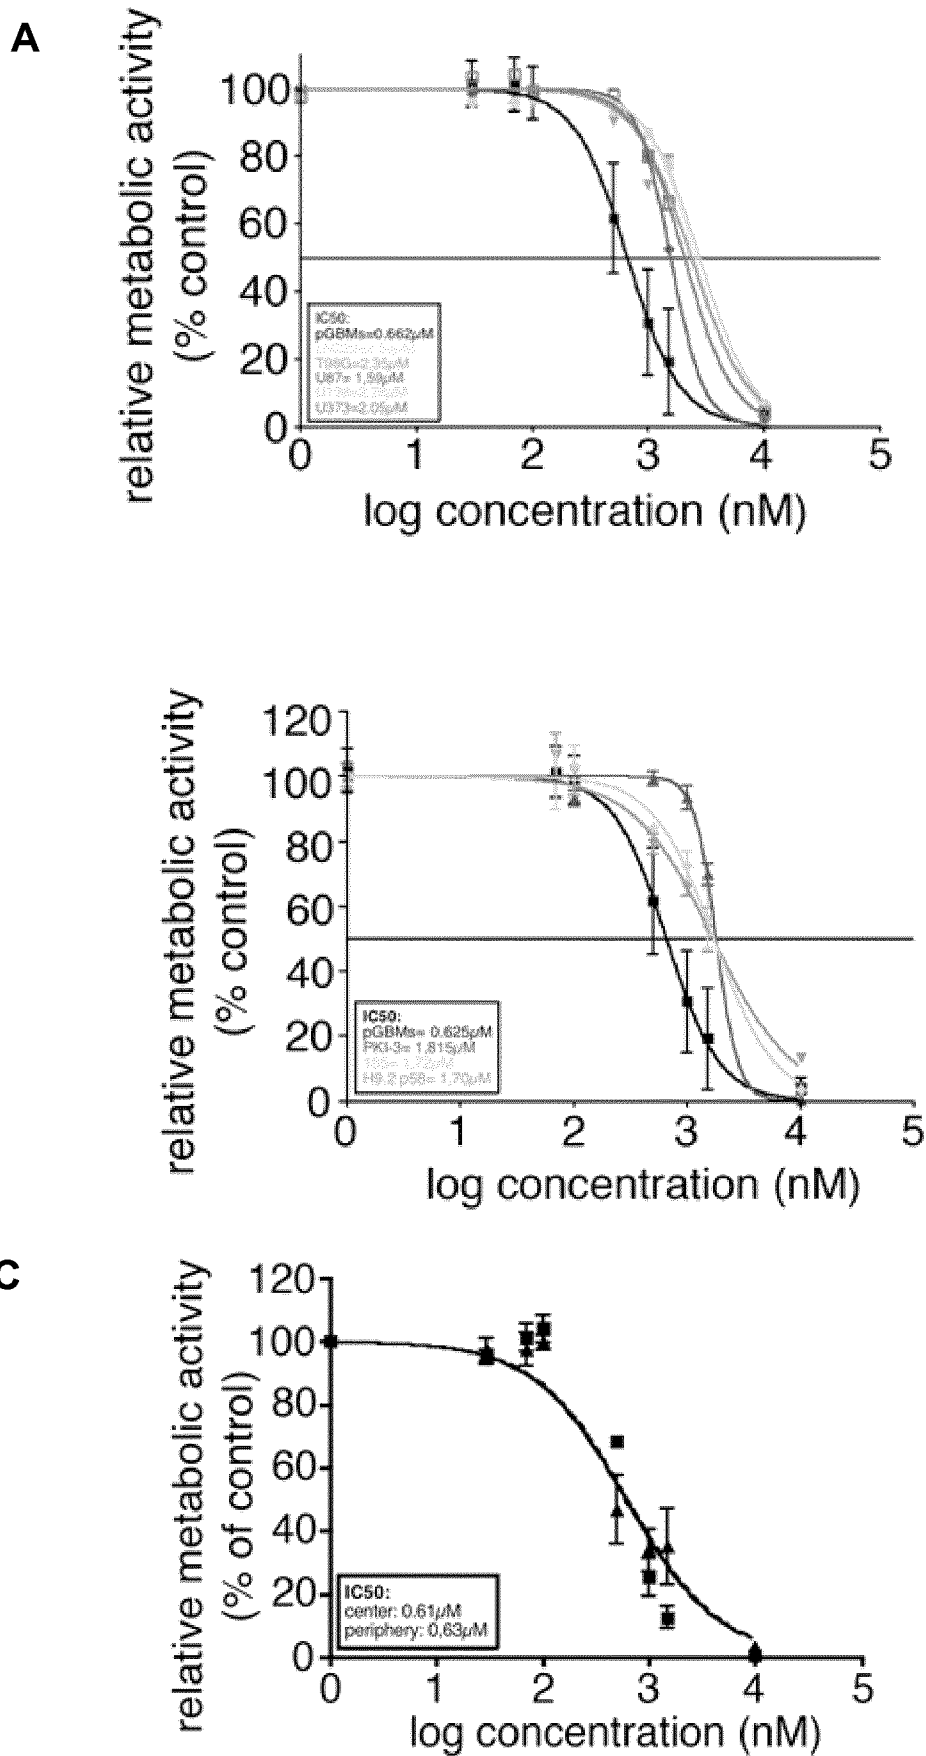 A
relative metabolic activity
(% control)
100
80
60
40
20
0
IC50:
pGBMs=0.662µM
T98G=2,35µM
U87= 1,59µM
U373=2.05µM
0 1 2 3 4 5
log concentration (nM)
relative metabolic activity
(% control)
120
100
80
60
40
20
0
IC50:
pGBMs= 0.625µM
PKI-3= 1,815µM
H9.2 p58= 1,70µM
0 1 2 3 4 5
log concentration (nM)
C
relative metabolic activity
(% of control)
120
100
80
60
40
20
0
IC50:
center: 0.61µM
periphery: 0,63µM
0 1 2 3 4 5
log concentration (nM)